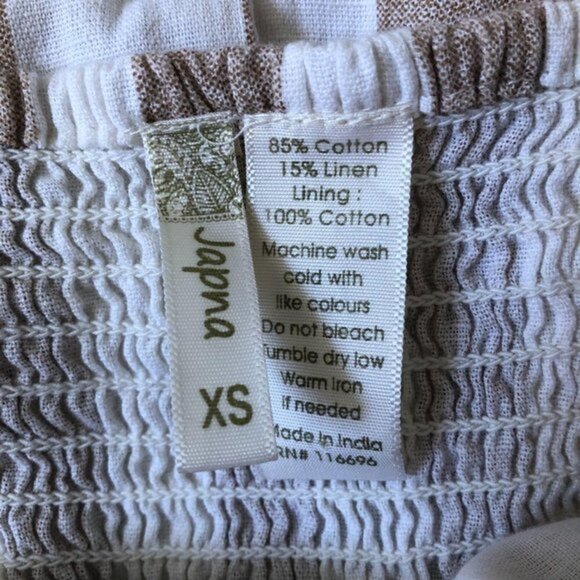 Japna
XS
85% Cotton
15% Linen
Lining :
100% Cotton
Machine wash
cold with
like colours
Do not bleach
Tumble dry low
Warm Iron
if needed
Made in India
RN# 116696